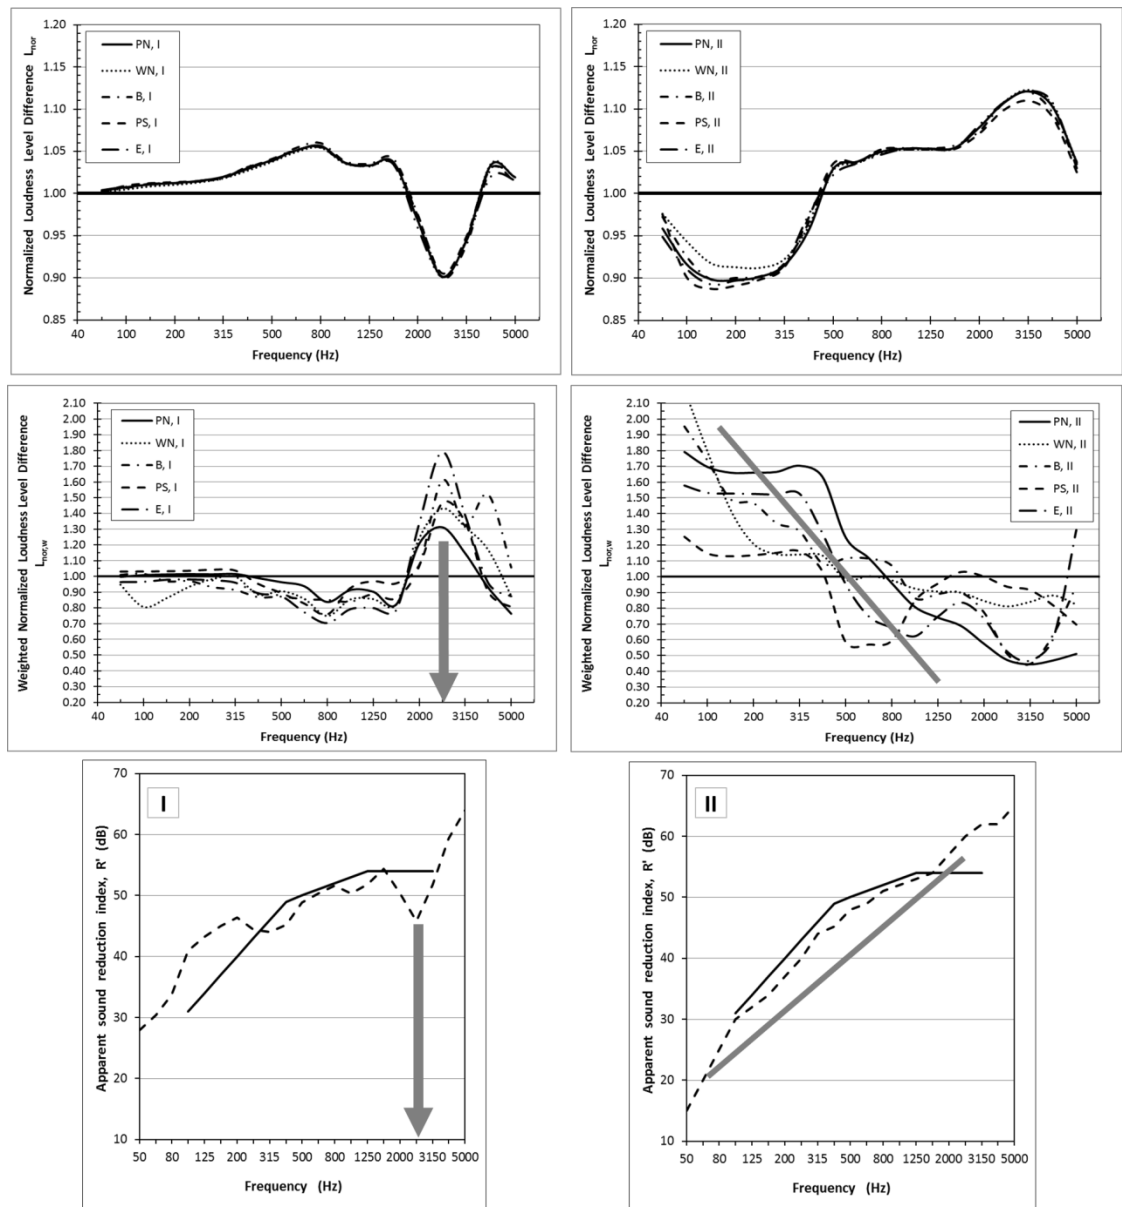 Normalized Loudness Level Difference Lnor
1.20
1.15
1.10
1.05
1.00
0.95
0.90
0.85
PN, I
WN, I
B, I
PS, I
E, I
40 100 200 315 500 800 1250 2000 3150 5000
Frequency (Hz)
Normalized Loudness Level Difference Lnor
1.20
1.15
1.10
1.05
1.00
0.95
0.90
0.85
PN, II
WN, II
B, II
PS, II
E, II
40 100 200 315 500 800 1250 2000 3150 5000
Frequency (Hz)
Weighted Normalized Loudness Level Difference
Lnor,w
2.10
2.00
1.90
1.80
1.70
1.60
1.50
1.40
1.30
1.20
1.10
1.00
0.90
0.80
0.70
0.60
0.50
0.40
0.30
0.20
PN, I
WN, I
B, I
PS, I
E, I
40 100 200 315 500 800 1250 2000 3150 5000
Frequency (Hz)
Weighted Normalized Loudness Level Difference
Lnor,w
2.10
2.00
1.90
1.80
1.70
1.60
1.50
1.40
1.30
1.20
1.10
1.00
0.90
0.80
0.70
0.60
0.50
0.40
0.30
0.20
PN, II
WN, II
B, II
PS, II
E, II
40 100 200 315 500 800 1250 2000 3150 5000
Frequency (Hz)
Apparent sound reduction index, R' (dB)
70
60
50
40
30
20
10
I
50 80 125 200 315 500 800 1250 2000 3150 5000
Frequency (Hz)
Apparent sound reduction index, R' (dB)
70
60
50
40
30
20
10
II
50 80 125 200 315 500 800 1250 2000 3150 5000
Frequency (Hz)